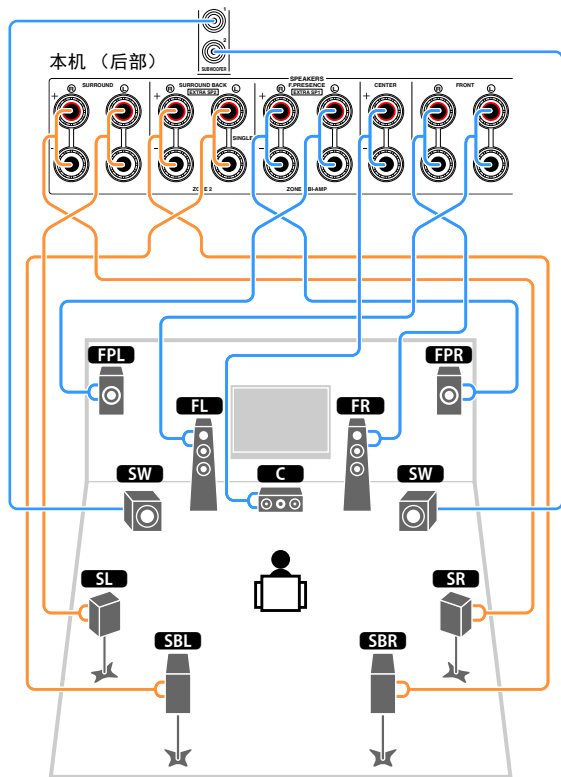 1
2
SUBWOOFER
本机 （后部）
SPEAKERS
R SURROUND L
R SURROUND BACK L
EXTRA SP1
R F.PRESENCE L
EXTRA SP2
CENTER
R FRONT L
+ + + +
SINGLE
- - - -
ZONE 2
BI-AMP
FPL
FPR
FL
FR
SW
C
SW
SL
SR
SBL
SBR